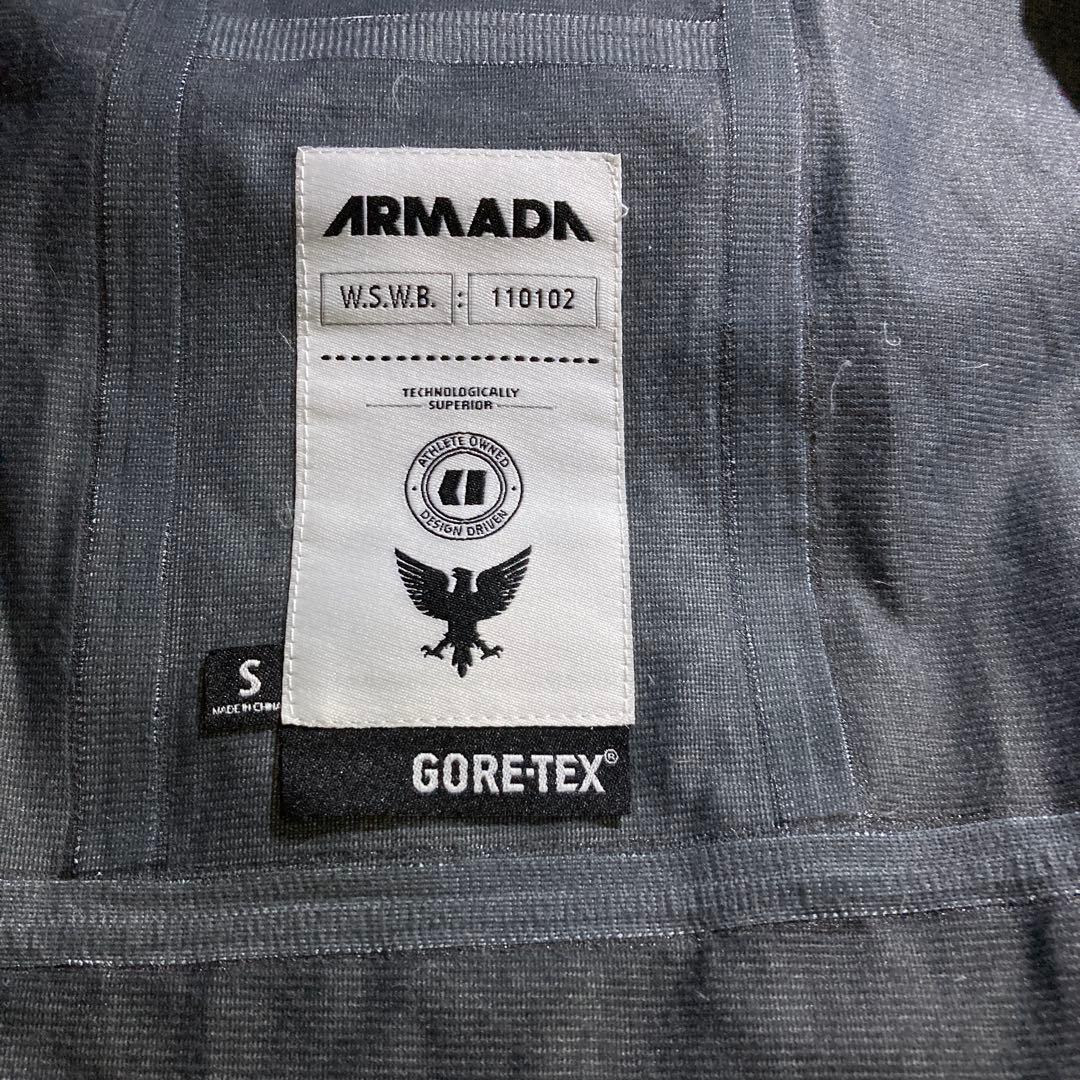 ARMADA
W.S.W.B. : 110102
TECHNOLOGICALLY
SUPERIOR
ATHLETE OWNED
DESIGN DRIVEN
S
MADE IN CHINA
GORE-TEX®